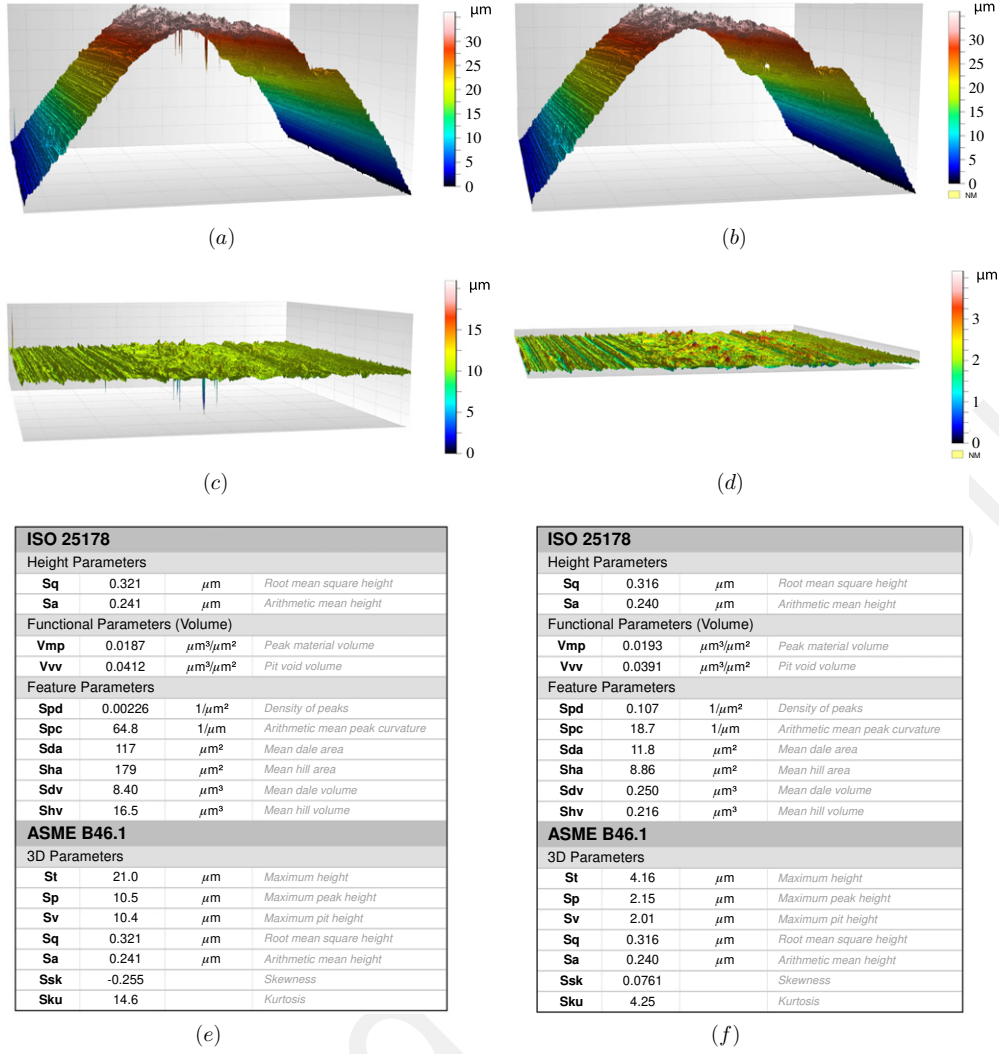 μm
30
25
20
15
10
5
0
(a)
μm
30
25
20
15
10
5
0
NM
(b)
μm
15
10
5
0
(c)
μm
3
2
1
0
NM
(d)
ISO 25178
Height Parameters
Sq 0.321 μm Root mean square height
Sa 0.241 μm Arithmetic mean height
Functional Parameters (Volume)
Vmp 0.0187 μm³/μm² Peak material volume
Vvv 0.0412 μm³/μm² Pit void volume
Feature Parameters
Spd 0.00226 1/μm² Density of peaks
Spc 64.8 1/μm Arithmetic mean peak curvature
Sda 117 μm² Mean dale area
Sha 179 μm² Mean hill area
Sdv 8.40 μm³ Mean dale volume
Shv 16.5 μm³ Mean hill volume
ASME B46.1
3D Parameters
St 21.0 μm Maximum height
Sp 10.5 μm Maximum peak height
Sv 10.4 μm Maximum pit height
Sq 0.321 μm Root mean square height
Sa 0.241 μm Arithmetic mean height
Ssk -0.255 Skewness
Sku 14.6 Kurtosis
(e)
ISO 25178
Height Parameters
Sq 0.316 μm Root mean square height
Sa 0.240 μm Arithmetic mean height
Functional Parameters (Volume)
Vmp 0.0193 μm³/μm² Peak material volume
Vvv 0.0391 μm³/μm² Pit void volume
Feature Parameters
Spd 0.107 1/μm² Density of peaks
Spc 18.7 1/μm Arithmetic mean peak curvature
Sda 11.8 μm² Mean dale area
Sha 8.86 μm² Mean hill area
Sdv 0.250 μm³ Mean dale volume
Shv 0.216 μm³ Mean hill volume
ASME B46.1
3D Parameters
St 4.16 μm Maximum height
Sp 2.15 μm Maximum peak height
Sv 2.01 μm Maximum pit height
Sq 0.316 μm Root mean square height
Sa 0.240 μm Arithmetic mean height
Ssk 0.0761 Skewness
Sku 4.25 Kurtosis
(f)